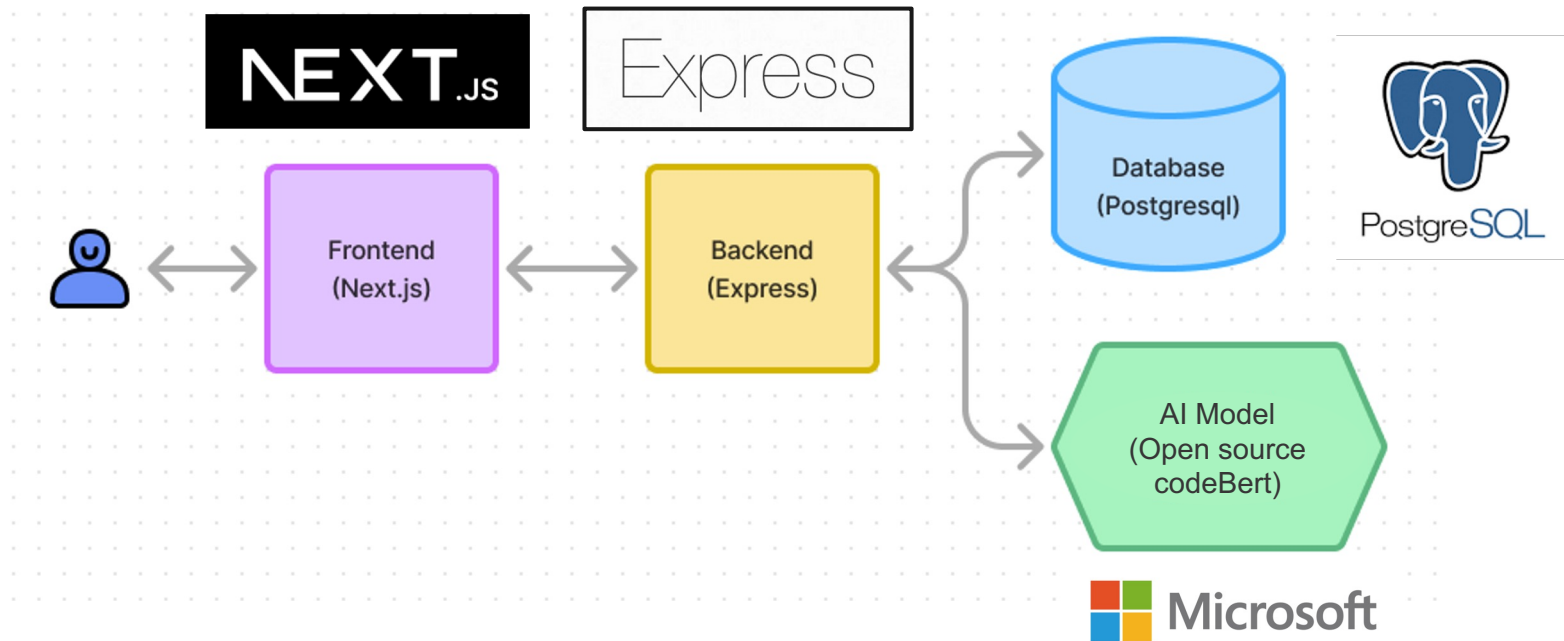 NEXT.JS
Express
Frontend
(Next.js)
Backend
(Express)
Database
(Postgresql)
PostgreSQL
AI Model
(Open source
codeBert)
Microsoft